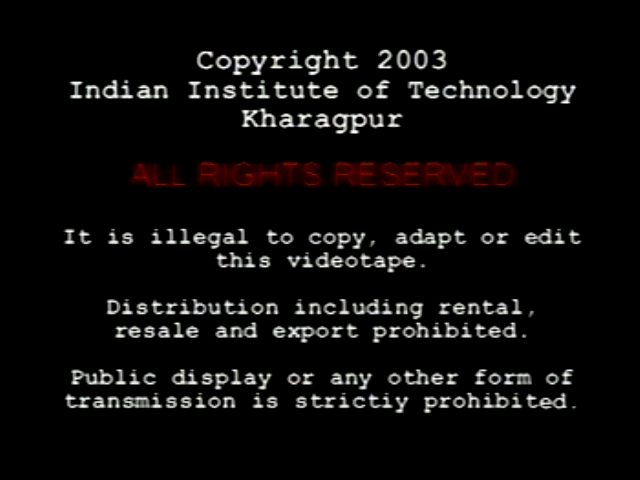 Copyright 2003
Indian Institute of Technology
Kharagpur
ALL RIGHTS RESERVED
It is illegal to copy, adapt or edit
this videotape.
Distribution including rental,
resale and export prohibited.
Public display or any other form of
transmission is strictiy prohibited.